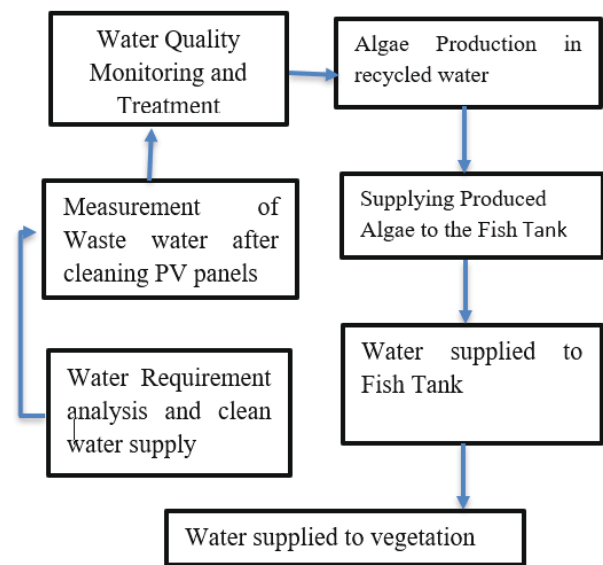 Water Quality
Monitoring and
Treatment
Algae Production in
recycled water
Measurement of
Waste water after
cleaning PV panels
Supplying Produced
Algae to the Fish Tank
Water Requirement
analysis and clean
water supply
Water supplied to
Fish Tank
Water supplied to vegetation